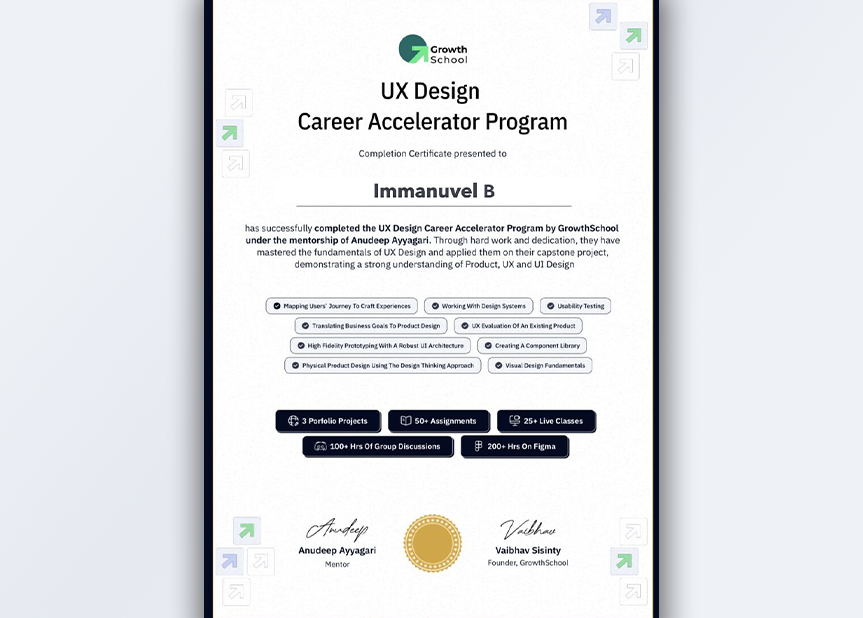 Growth
School
UX Design
Career Accelerator Program
Completion Certificate presented to
Immanuvel B
has successfully completed the UX Design Career Accelerator Program by GrowthSchool
under the mentorship of Anudeep Ayyagari. Through hard work and dedication, they have
mastered the fundamentals of UX Design and applied them on their capstone project,
demonstrating a strong understanding of Product, UX and UI Design
Mapping Users' Journey To Craft Experiences Working With Design Systems Usability Testing
Translating Business Goals To Product Design UX Evaluation Of An Existing Product
High Fidelity Prototyping With A Robust UI Architecture Creating A Component Library
Physical Product Design Using The Design Thinking Approach Visual Design Fundamentals
3 Porfolio Projects 50+ Assignments 25+ Live Classes
100+ Hrs Of Group Discussions 200+ Hrs On Figma
Anudeep Vaibhav
Anudeep Ayyagari Vaibhav Sisinty
Mentor Founder, GrowthSchool